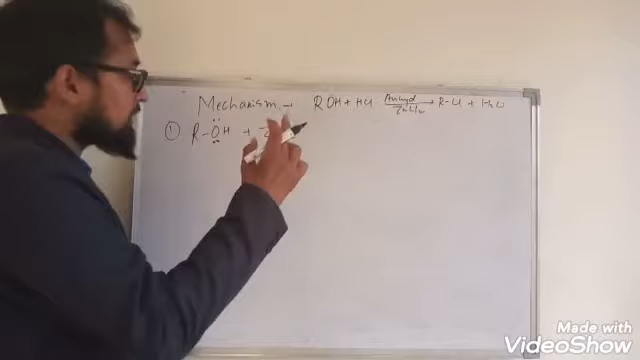 Mechanism → ROH + HCl Anhyd ZnCl₂ → R-Cl + H₂O
① R-ÖH + Z
Made with
VideoShow